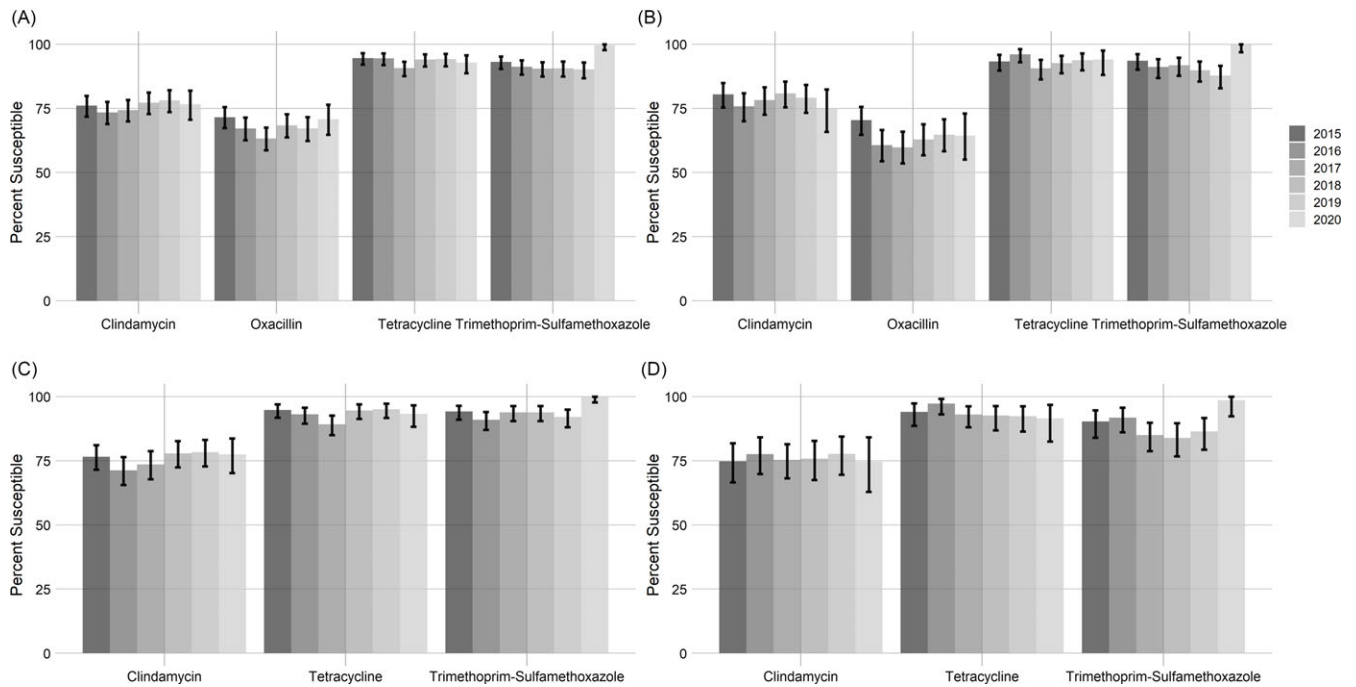 (A)
Percent Susceptible
100
75
50
25
0
Clindamycin Oxacillin Tetracycline Trimethoprim-Sulfamethoxazole
(B)
Percent Susceptible
100
75
50
25
0
Clindamycin Oxacillin Tetracycline Trimethoprim-Sulfamethoxazole
2015
2016
2017
2018
2019
2020
(C)
Percent Susceptible
100
75
50
25
0
Clindamycin Tetracycline Trimethoprim-Sulfamethoxazole
(D)
Percent Susceptible
100
75
50
25
0
Clindamycin Tetracycline Trimethoprim-Sulfamethoxazole